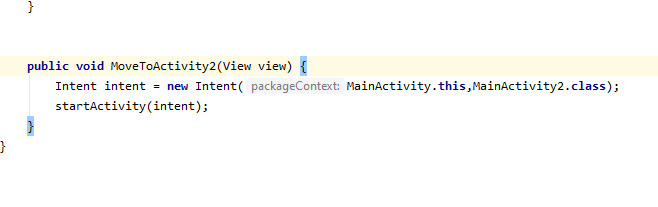 }
public void MoveToActivity2(View view) {
Intent intent = new Intent( packageContext: MainActivity.this,MainActivity2.class);
startActivity(intent);
}
}